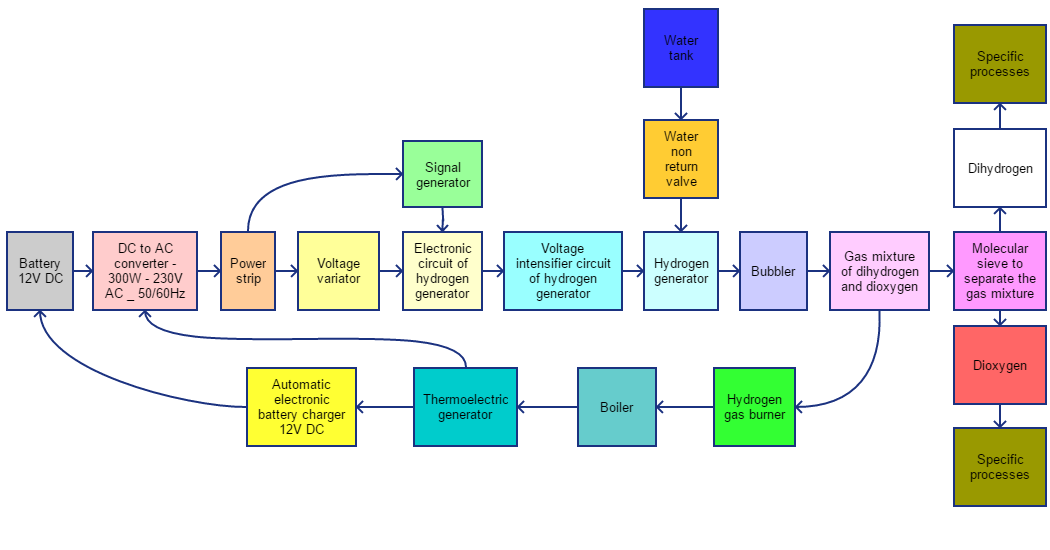 Water
tank
Specific
processes
Water
non
return
valve
Signal
generator
Dihydrogen
Battery
12V DC
DC to AC
converter -
300W - 230V
AC _ 50/60Hz
Power
strip
Voltage
variator
Electronic
circuit of
hydrogen
generator
Voltage
intensifier circuit
of hydrogen
generator
Hydrogen
generator
Bubbler
Gas mixture
of dihydrogen
and dioxygen
Molecular
sieve to
separate the
gas mixture
Dioxygen
Automatic
electronic
battery charger
12V DC
Thermoelectric
generator
Boiler
Hydrogen
gas burner
Specific
processes